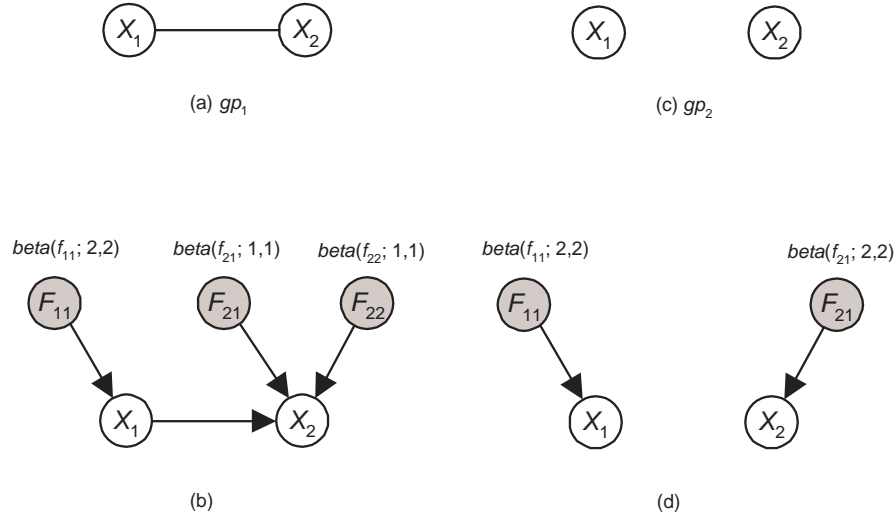 X1 X2 X1 X2
(a) gp1 (c) gp2
beta(f11; 2,2) beta(f21; 1,1) beta(f22; 1,1) beta(f11; 2,2) beta(f21; 2,2)
F11 F21 F22 F11 F21
X1 X2 X1 X2
(b) (d)